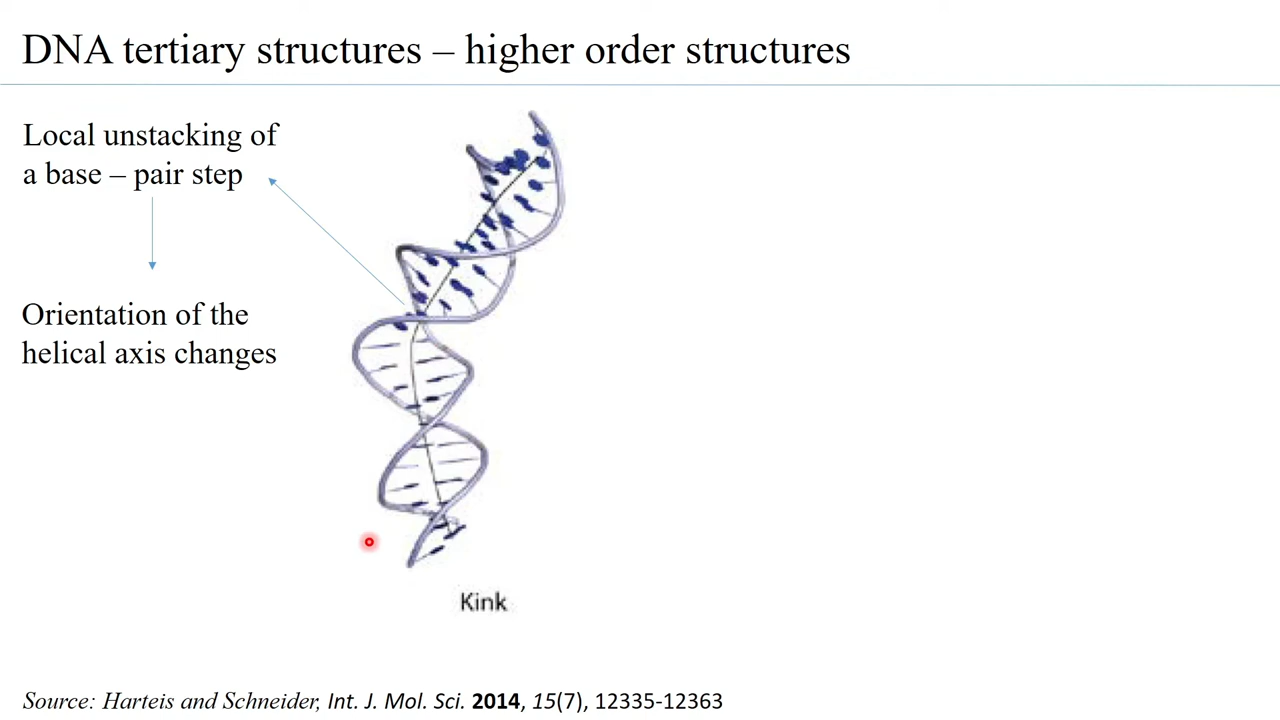 DNA tertiary structures – higher order structures
Local unstacking of
a base – pair step
Orientation of the
helical axis changes
Kink
Source: Harteis and Schneider, Int. J. Mol. Sci. 2014, 15(7), 12335-12363